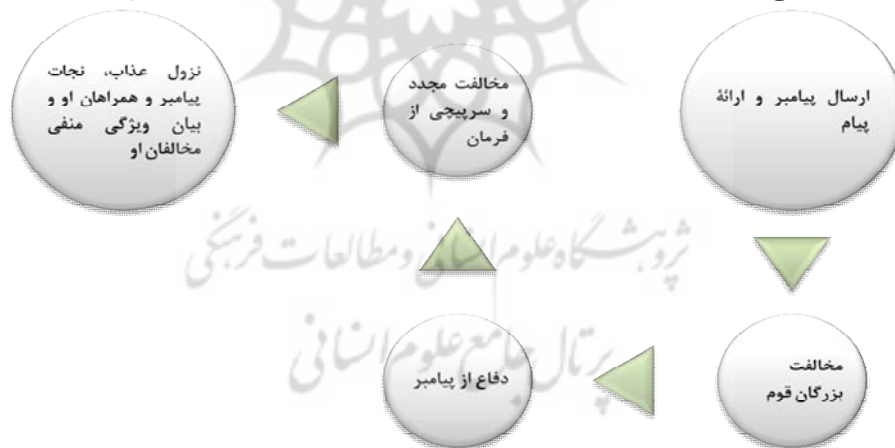 ارسال پیامبر و ارائۀ
پیام
مخالفت
بزرگان قوم
دفاع از پیامبر
مخالفت مجدد
و سرپیچی از
فرمان
نزول عذاب، نجات
پیامبر و همراهان او و
بیان ویژگی منفی
مخالفان او
پژوهشگاه علوم انسانی و مطالعات فرهنگی
پرتال جامع علوم انسانی